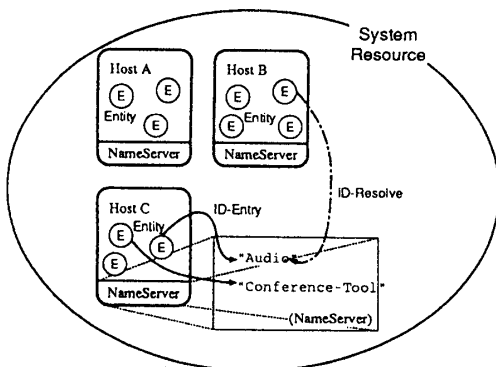 System
Resource
Host A
E
E
Entity
E
NameServer
Host B
E
E
Entity
E
E
NameServer
Host C
Entity
E
E
E
NameServer
ID-Entry
ID-Resolve
"Audio"
"Conference-Tool"
(NameServer)